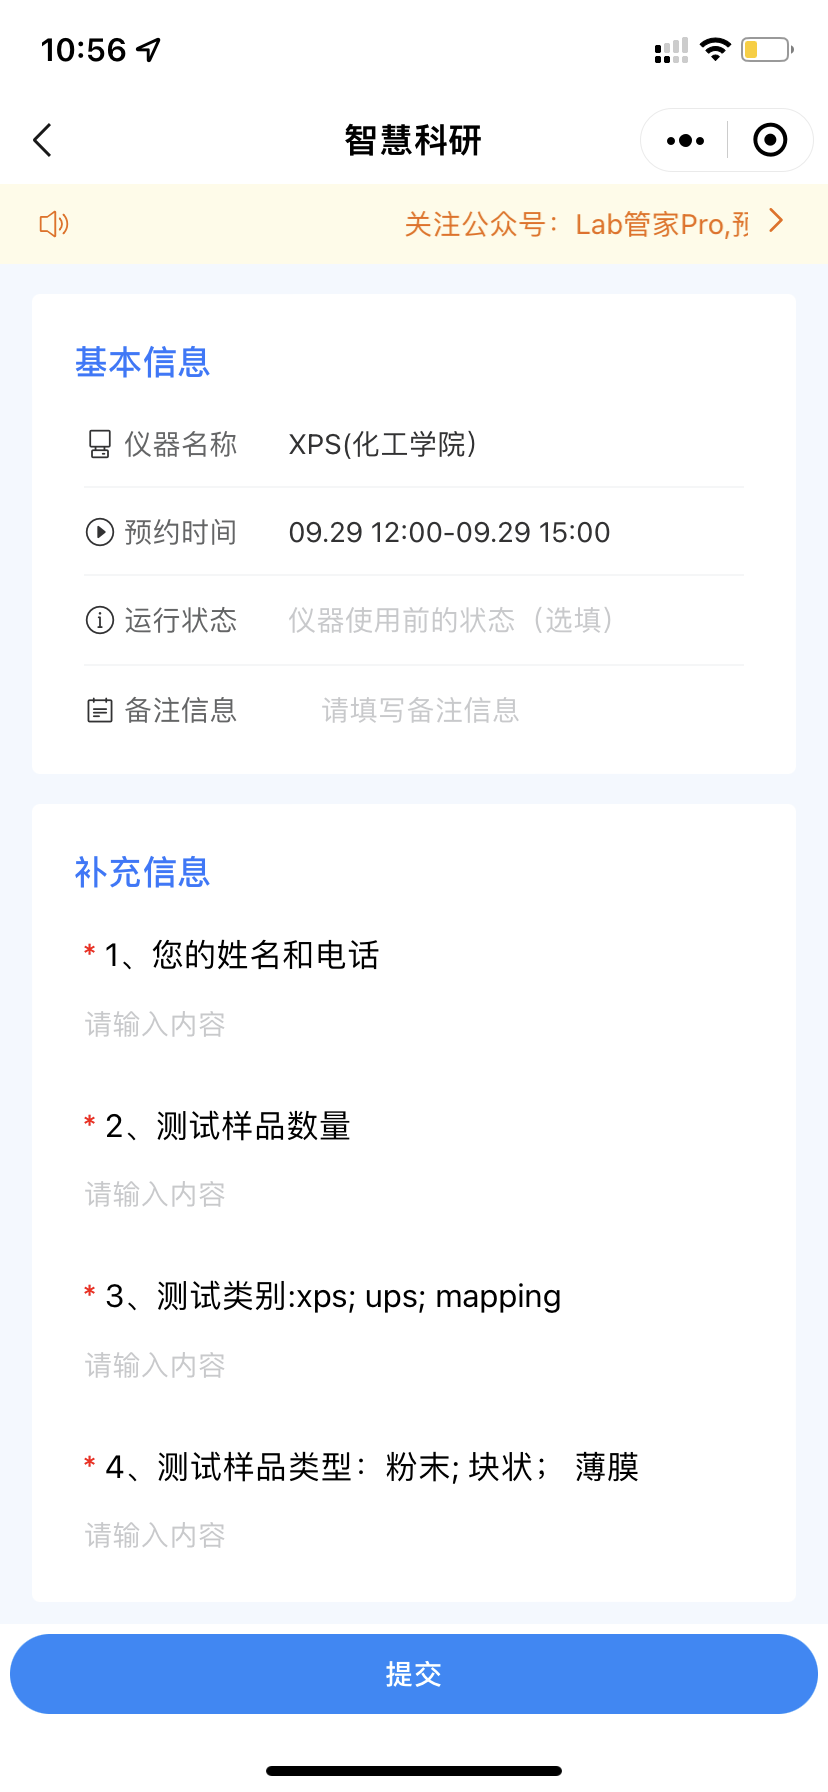 10:56
智慧科研
关注公众号：Lab管家Pro,预
基本信息
仪器名称 XPS(化工学院)
预约时间 09.29 12:00-09.29 15:00
运行状态 仪器使用前的状态（选填）
备注信息 请填写备注信息
补充信息
* 1、您的姓名和电话
请输入内容
* 2、测试样品数量
请输入内容
* 3、测试类别:xps; ups; mapping
请输入内容
* 4、测试样品类型：粉末; 块状； 薄膜
请输入内容
提交